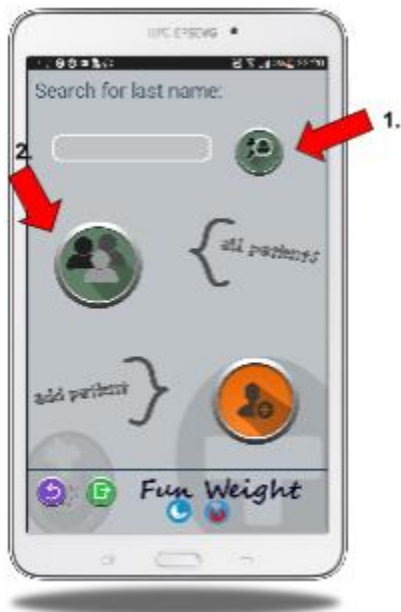 Search for last name:
1.
2.
all patients
add patient
Fun Weight